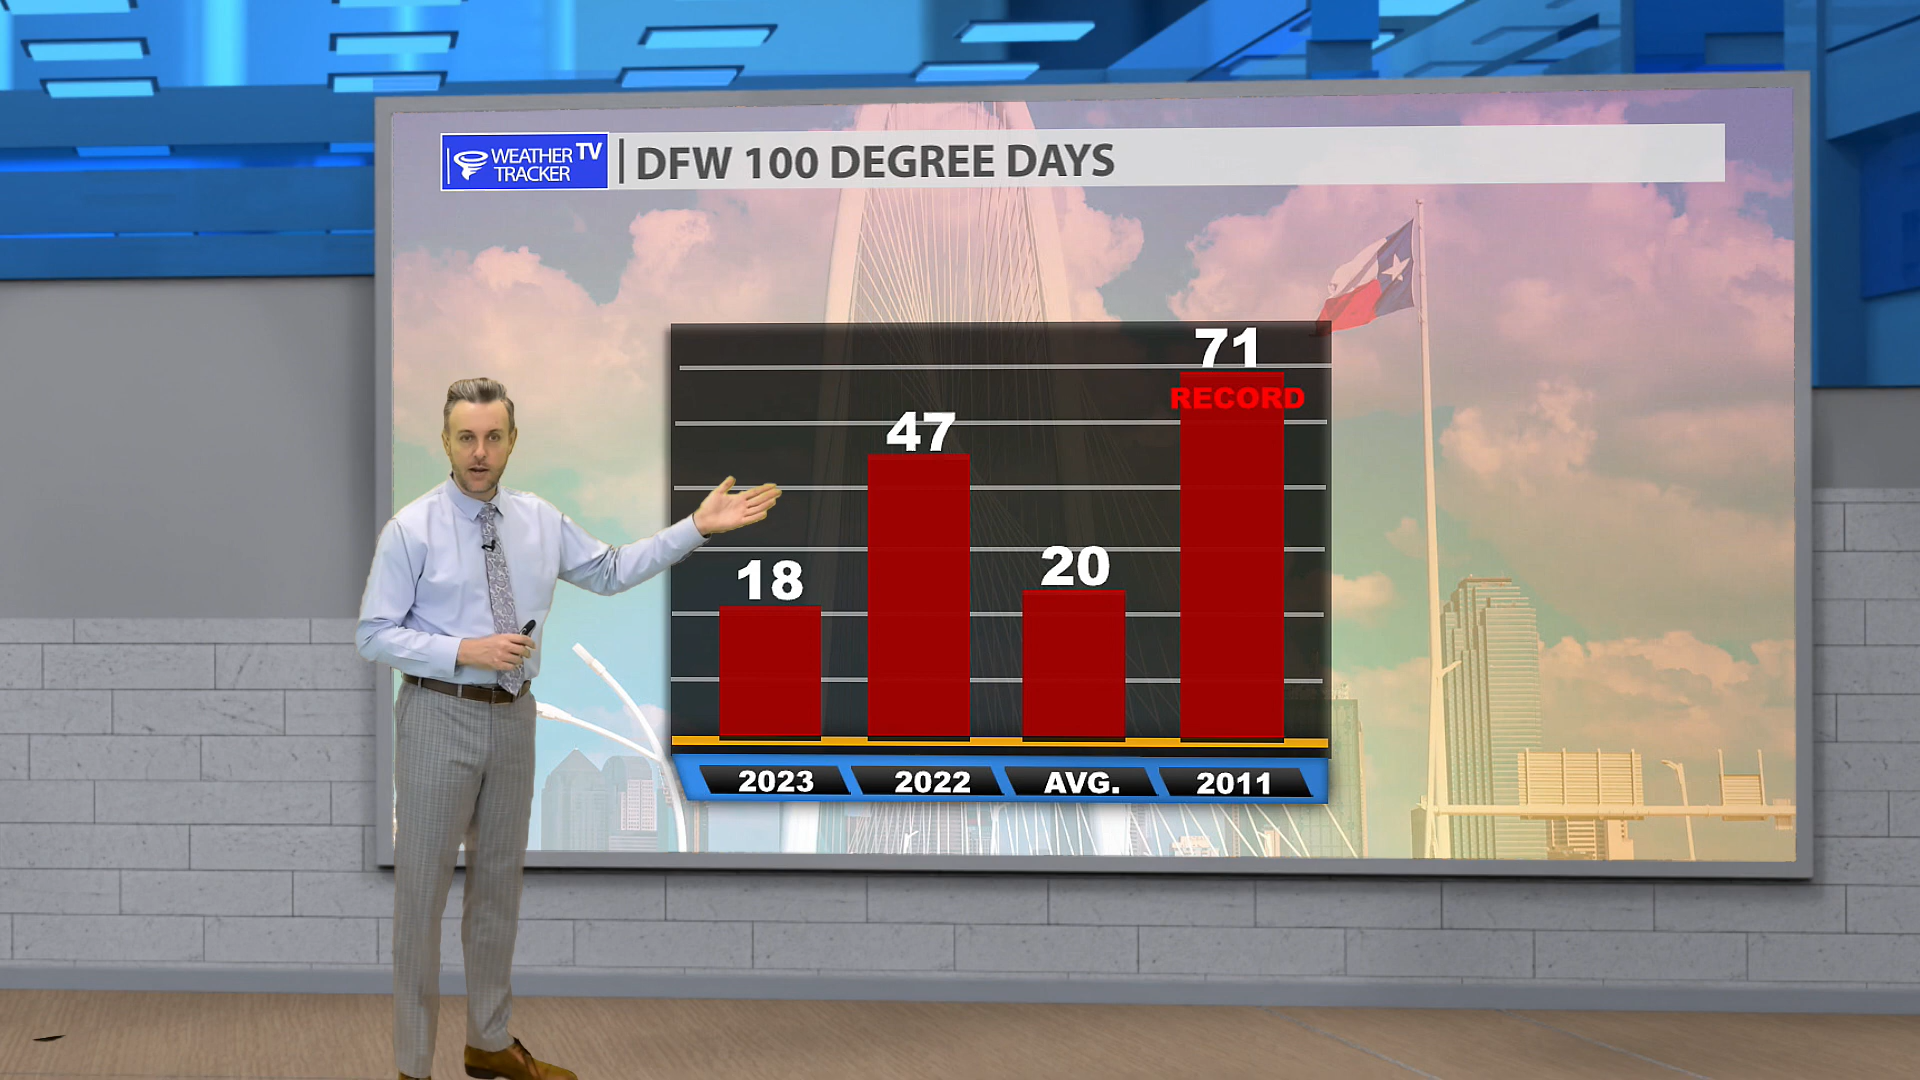 WEATHER TV
TRACKER
DFW 100 DEGREE DAYS
71
RECORD
47
20
18
2023 2022 AVG. 2011